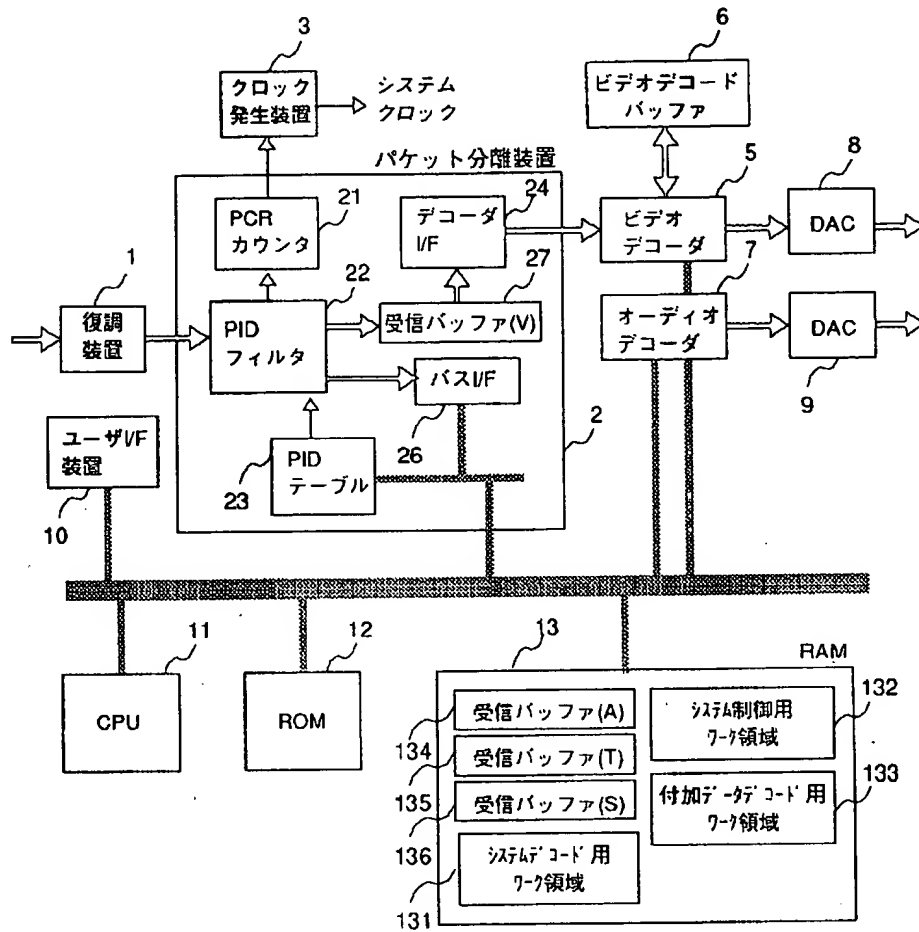 3
クロック
発生装置
システム
クロック
6
ビデオデコード
バッファ
パケット分離装置
21
PCR
カウンタ
24
デコーダ
I/F
5
ビデオ
デコーダ
8
DAC
1
復調
装置
22
PID
フィルタ
27
受信バッファ(V)
7
オーディオ
デコーダ
DAC
9
バスI/F
26
2
ユーザI/F
装置
10
23
PID
テーブル
11
CPU
12
ROM
13
RAM
受信バッファ(A)
134
受信バッファ(T)
135
受信バッファ(S)
136
システムデコード用
ワーク領域
131
システム制御用
ワーク領域
132
付加データデコード用
ワーク領域
133